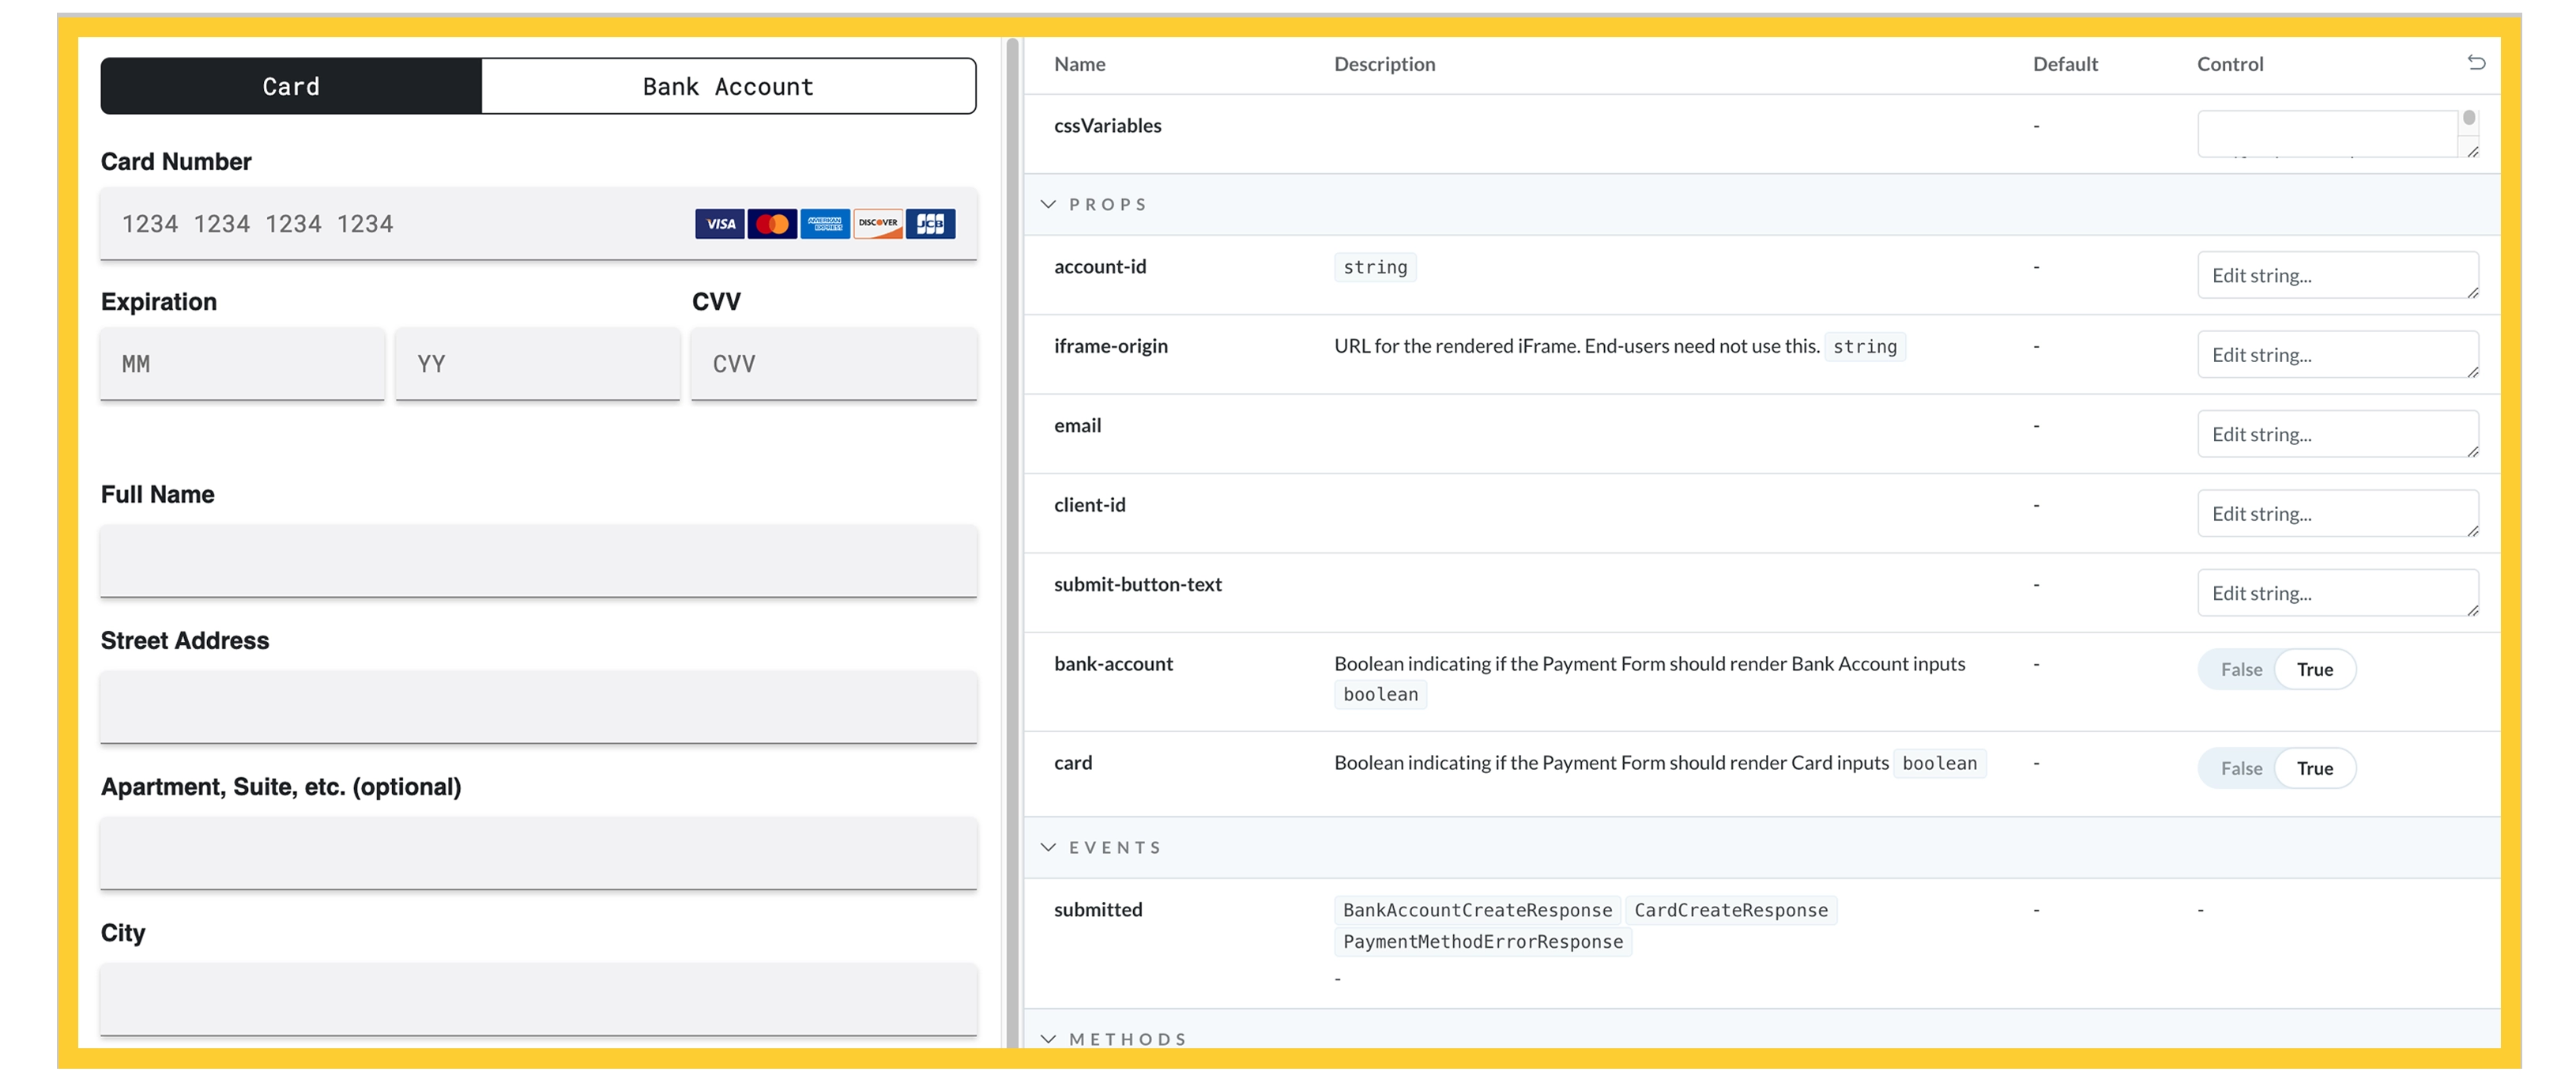 Card
Bank Account
Card Number
1234 1234 1234 1234
VISA
AMERICAN EXPRESS
DISCOVER
JCB
Expiration
CVV
MM
YY
CVV
Full Name
Street Address
Apartment, Suite, etc. (optional)
City
Name Description Default Control
cssVariables -
PROPS
account-id string - Edit string...
iframe-origin URL for the rendered iFrame. End-users need not use this. string - Edit string...
email - Edit string...
client-id - Edit string...
submit-button-text - Edit string...
bank-account Boolean indicating if the Payment Form should render Bank Account inputs - False True
boolean
card Boolean indicating if the Payment Form should render Card inputs boolean - False True
EVENTS
submitted BankAccountCreateResponse CardCreateResponse - -
PaymentMethodErrorResponse
-
METHODS